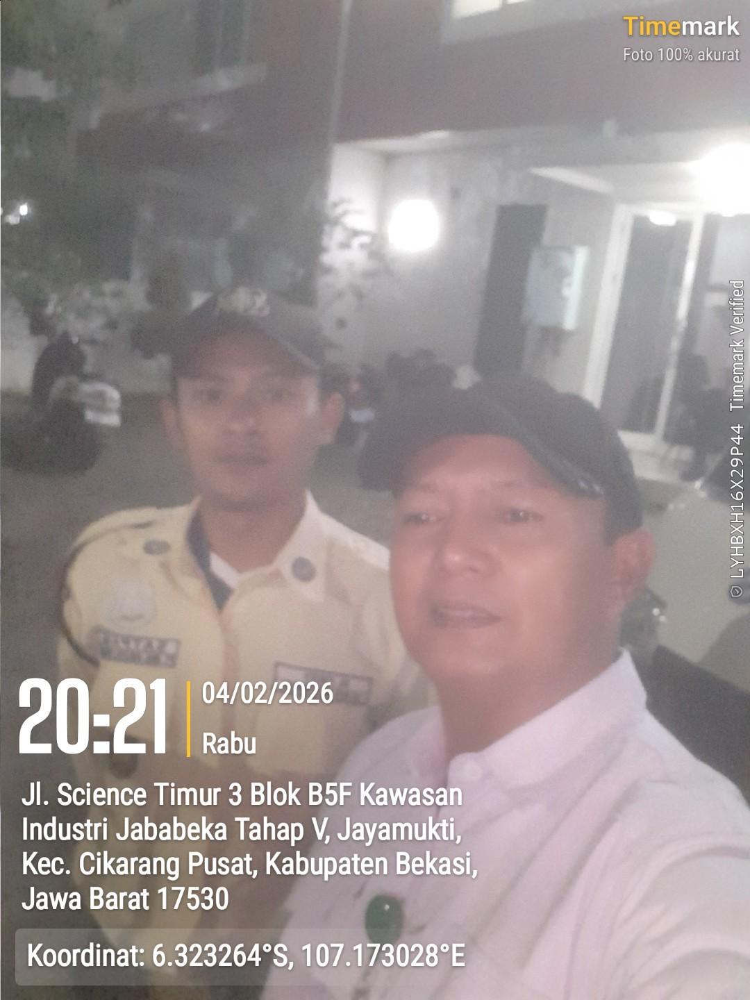 Timemark
Foto 100% akurat
LYHBXH16X29P44 Timemark Verified
20:21
04/02/2026
Rabu
Jl. Science Timur 3 Blok B5F Kawasan
Industri Jababeka Tahap V, Jayamukti,
Kec. Cikarang Pusat, Kabupaten Bekasi,
Jawa Barat 17530
Koordinat: 6.323264°S, 107.173028°E